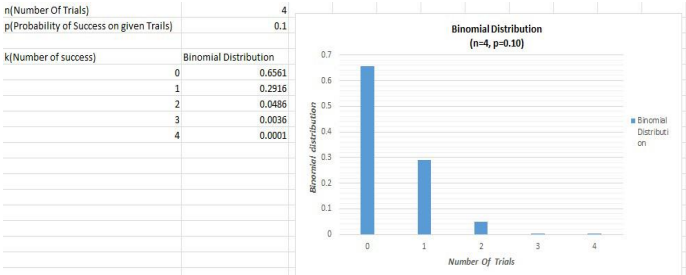 n(Number Of Trials) 4
p(Probability of Success on given Trails) 0.1
k(Number of success) Binomial Distribution
0 0.6561
1 0.2916
2 0.0486
3 0.0036
4 0.0001
Binomial Distribution
(n=4, p=0.10)
0.7
0.6
0.5
0.4
0.3
0.2
0.1
0
Binomial distribution
0 1 2 3 4
Number Of Trials
Binomial
Distributi
on